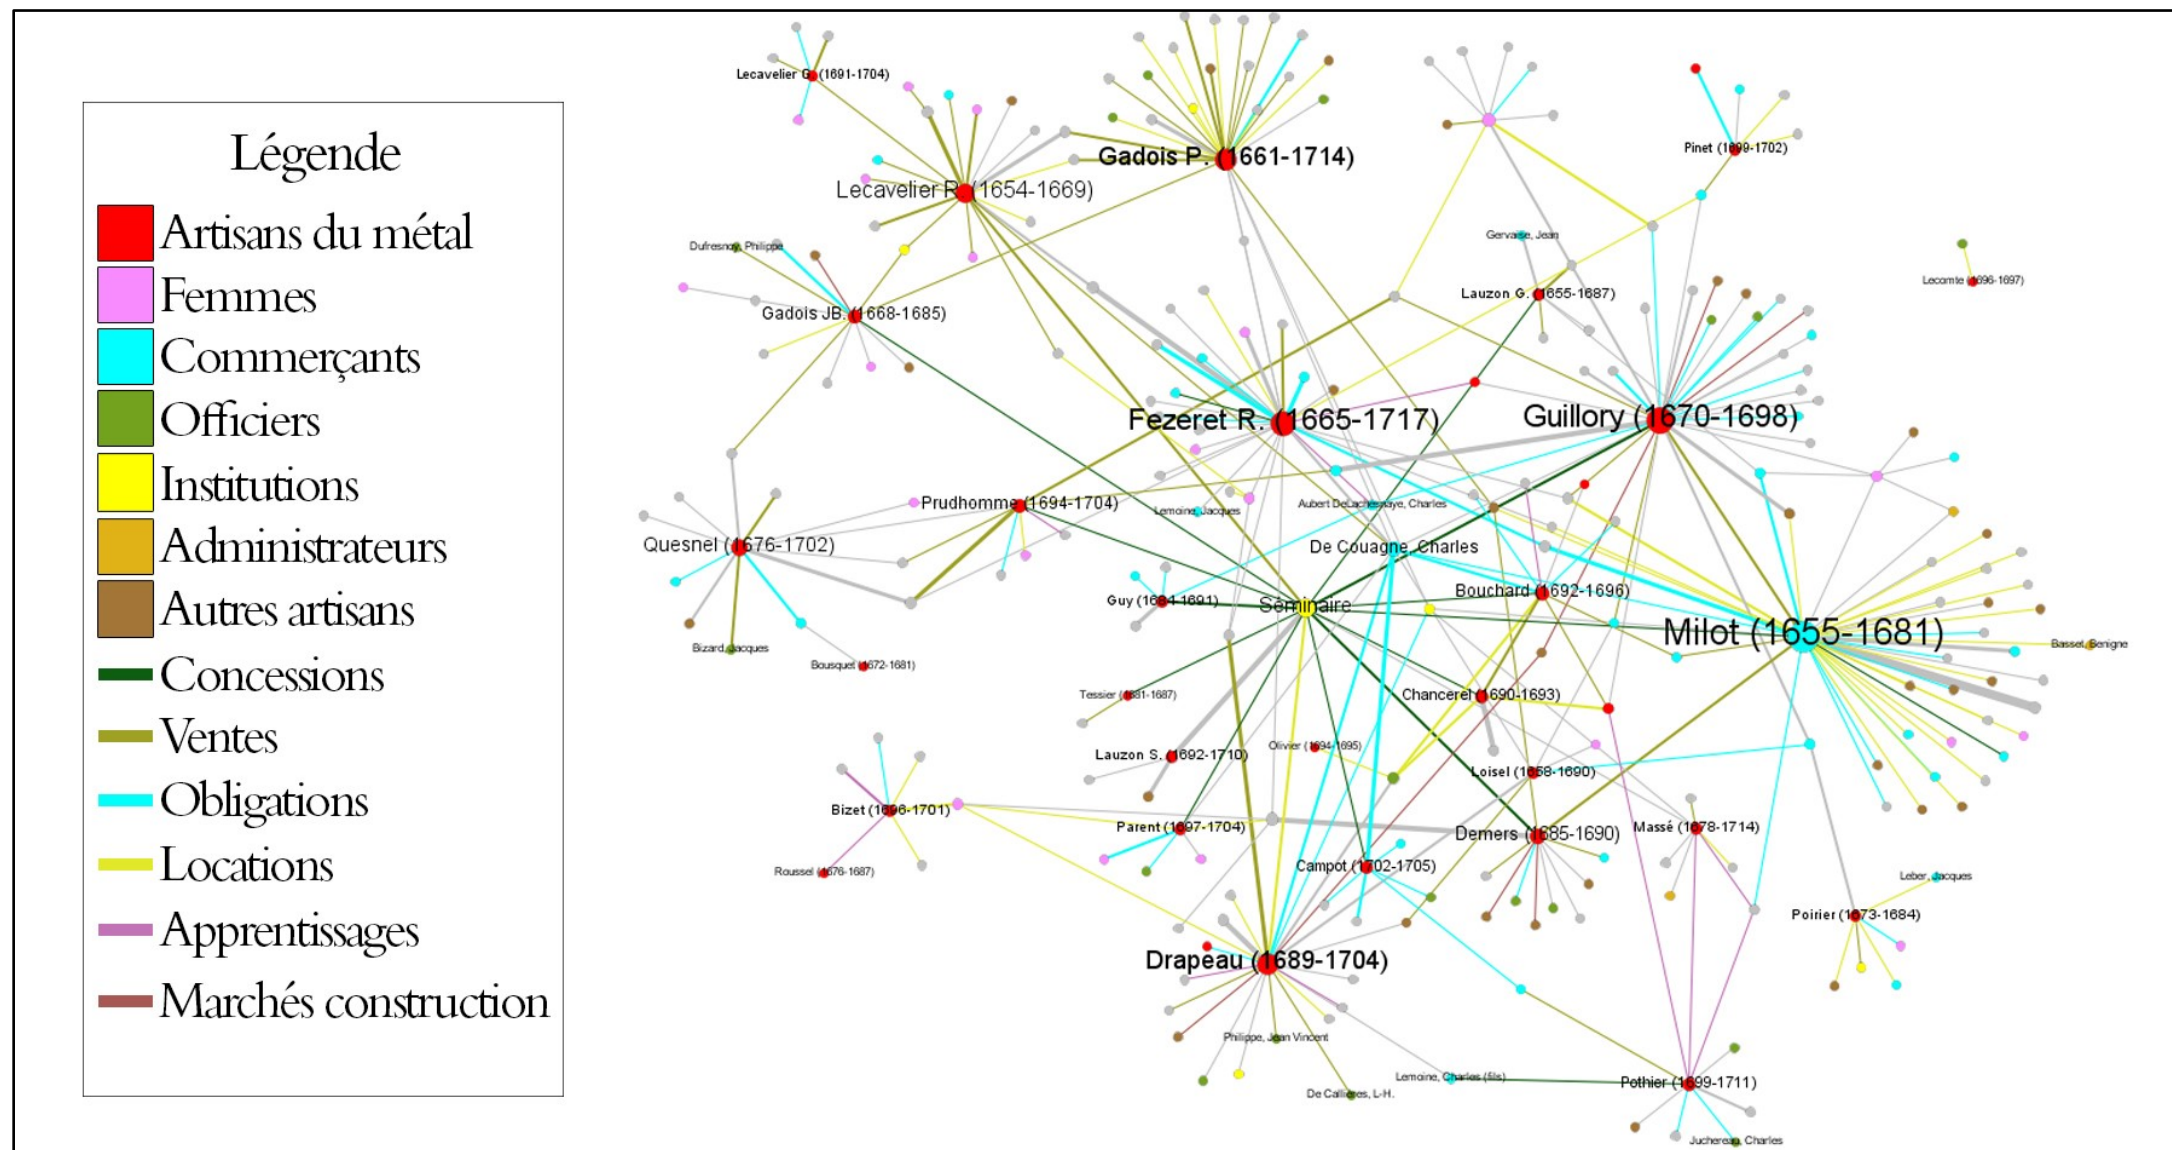 Légende
Artisans du métal
Femmes
Commerçants
Officiers
Institutions
Administrateurs
Autres artisans
Concessions
Ventes
Obligations
Locations
Apprentissages
Marchés construction
Lecavelier G. (1691-1704)
Gadois P. (1661-1714)
Pinet (1699-1702)
Lecavelier R. (1654-1669)
Dufresnoy, Philippe
Gervaise, Jean
Lecomte (1696-1697)
Lauzon G. (1655-1687)
Gadois JB. (1668-1685)
Fezeret R. (1665-1717)
Guillory (1670-1698)
Prudhomme (1694-1704)
Lemoine, Jacques
Aubert DeLachesnaye, Charles
Quesnel (1676-1702)
De Couagne, Charles
Guy (1684-1691)
Séminaire
Bouchard (1692-1696)
Milot (1655-1681)
Bizard, Jacques
Basset, Benigne
Bousquet (1672-1681)
Tessier (1681-1687)
Chancerel (1690-1693)
Lauzon S. (1692-1710)
Olivier (1694-1695)
Loisel (1658-1690)
Bizet (1696-1701)
Parent (1697-1704)
Demers (1685-1690)
Massé (1678-1714)
Roussel (1676-1687)
Campot (1702-1705)
Leber, Jacques
Poirier (1673-1684)
Drapeau (1689-1704)
Philippe, Jean Vincent
Lemoine, Charles (fils)
Pothier (1699-1711)
De Callières, L-H.
Juchereau, Charles